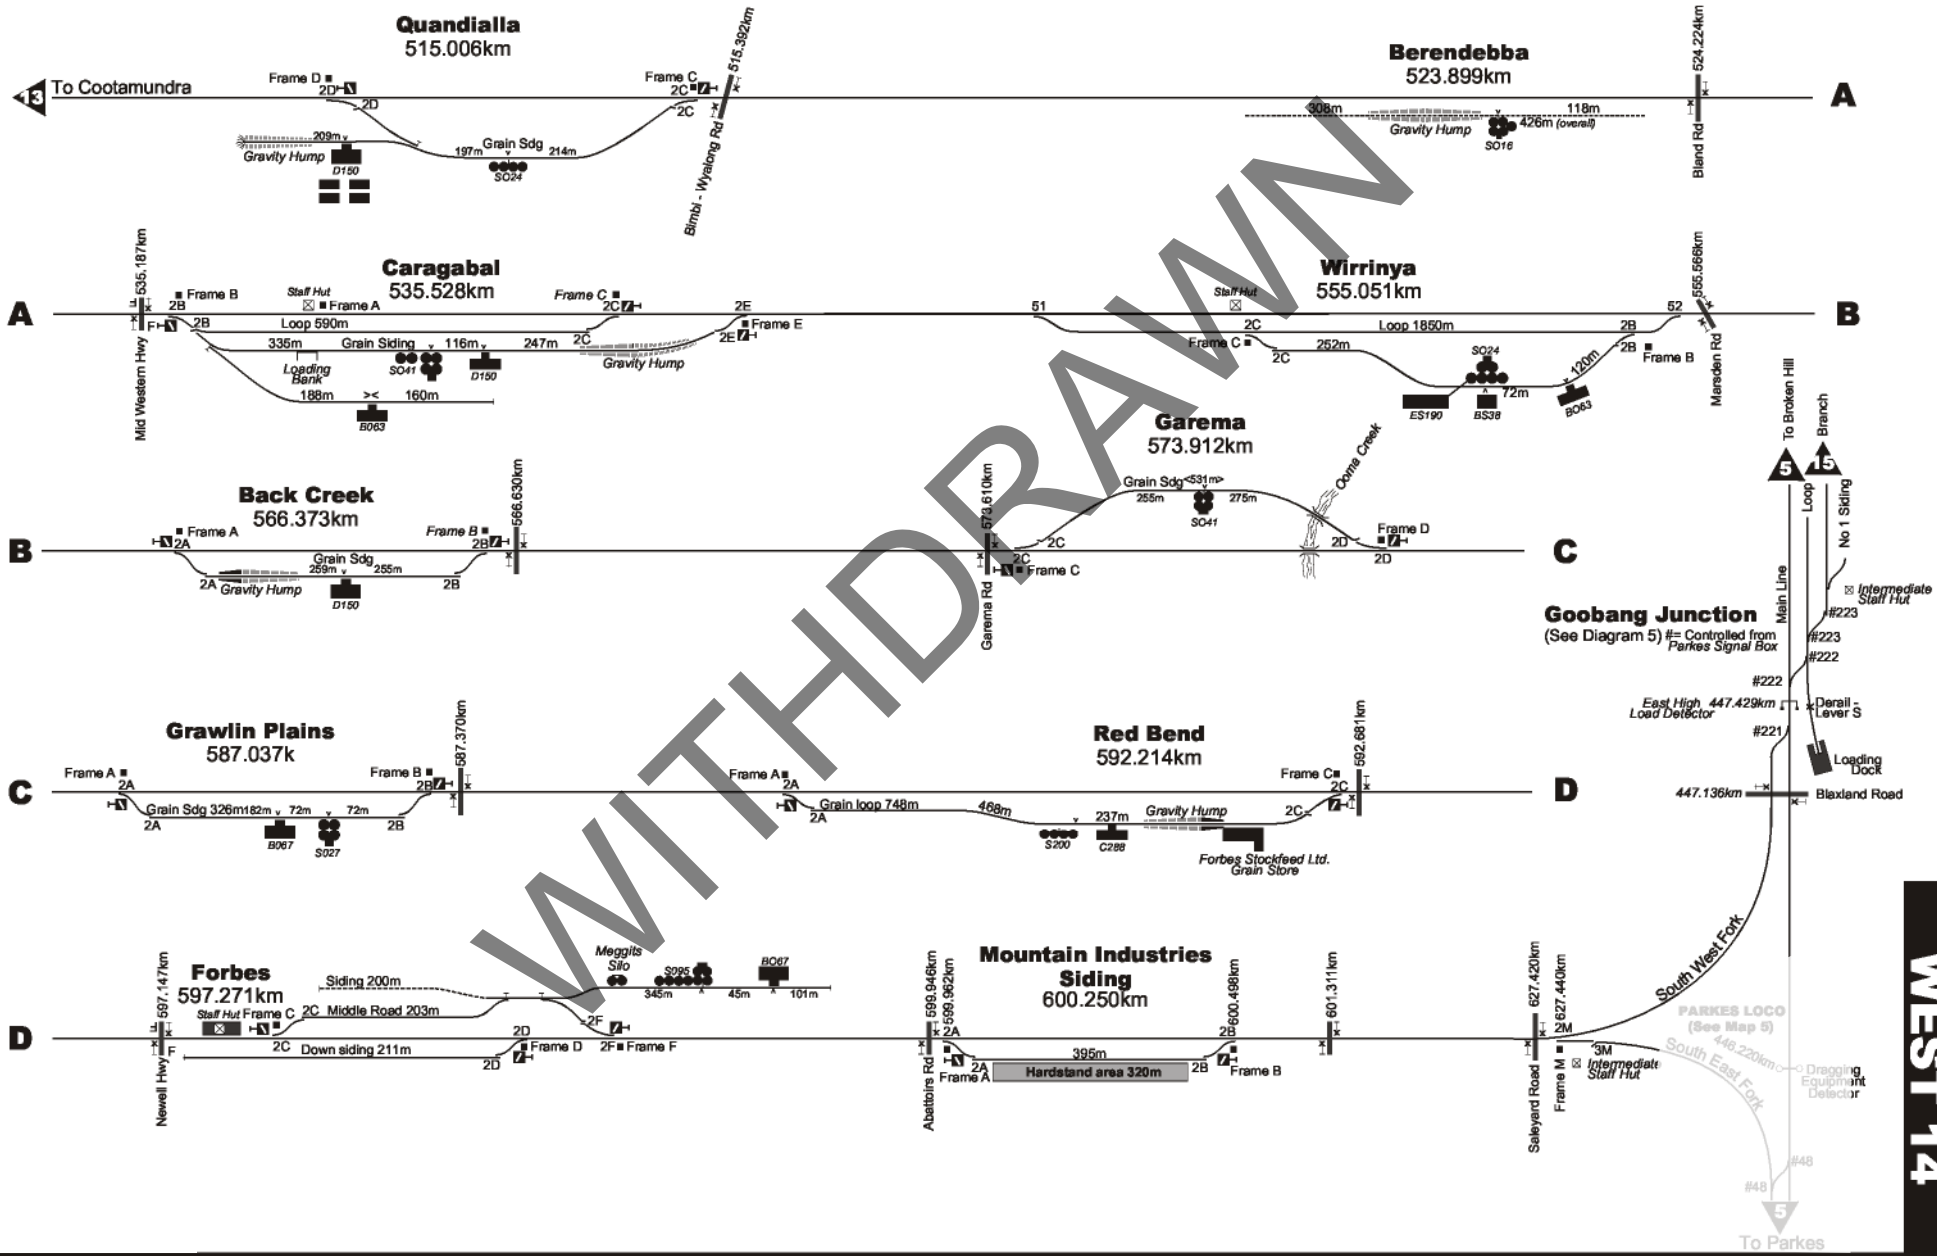 Quandialla
515.006km
515.392km
Berendebba
523.899km
524.224km
13
To Cootamundra
Frame D
2D
2D
Frame C
2C
2C
209m
Gravity Hump
D150
Grain Sdg
197m
214m
SO24
Bimbi - Wyalong Rd
308m
118m
Gravity Hump
426m (overall)
SO16
Bland Rd
A
A
535.187km
Mid Western Hwy
Caragabal
535.528km
Frame B
2B
2B
F
Staff Hut
Frame A
Frame C
2C
2C
2E
2E
Frame E
Loop 590m
335m
Grain Siding
116m
247m
Loading
Bank
SO41
D150
Gravity Hump
188m
><
160m
B063
Wirrinya
555.051km
555.566km
51
Staff Hut
52
2C
Frame C
2C
Loop 1850m
2B
2B
Frame B
252m
SO24
72m
120m
ES190
BS38
BO63
Marsden Rd
B
B
Back Creek
566.373km
566.630km
Frame A
2A
2A
Frame B
2B
2B
Grain Sdg
259m
255m
Gravity Hump
D150
Garema
573.912km
573.610km
Garema Rd
Grain Sdg
<531m>
255m
275m
SO41
Ooma Creek
2C
2C
Frame C
Frame D
2D
2D
C
To Broken Hill
Branch
5
15
Loop
No 1 Siding
Main Line
Intermediate
Staff Hut
Goobang Junction
(See Diagram 5)
#= Controlled from
Parkes Signal Box
#223
#223
#222
#222
East High
Load Detector
447.429km
Derail -
Lever S
#221
Loading
Dock
447.136km
Blaxland Road
C
Grawlin Plains
587.037k
587.370km
Frame A
2A
2A
Frame B
2B
2B
Grain Sdg 326m
182m
72m
72m
B067
S027
Red Bend
592.214km
592.681km
Frame A
2A
2A
Frame C
2C
2C
Grain loop 748m
468m
237m
Gravity Hump
S200
C288
Forbes Stockfeed Ltd.
Grain Store
D
D
Forbes
597.271km
597.147km
Newell Hwy
F
Staff Hut
Frame C
2C
2C
Siding 200m
Middle Road 203m
Down siding 211m
2D
Frame D
2D
2F
2F
Frame F
Meggits
Silo
S095
BO67
345m
45m
101m
Mountain Industries
Siding
600.250km
599.946km
599.962km
Abattoirs Rd
2A
2A
Frame A
395m
Hardstand area 320m
2B
2B
Frame B
600.498km
601.311km
627.420km
627.440km
Saleyard Road
Frame M
2M
3M
Intermediate
Staff Hut
South West Fork
PARKES LOCO
(See Map 5)
446.220km
South East Fork
Dragging
Equipment
Detector
#48
#48
5
To Parkes
WEST 14
WITHDRAWN